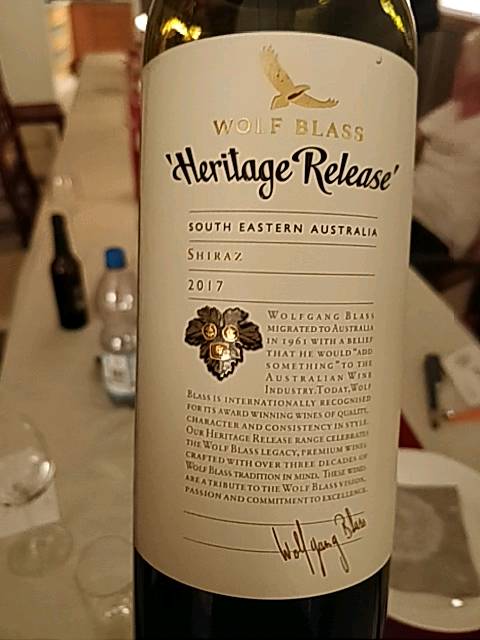 WOLF BLASS
'Heritage Release'
SOUTH EASTERN AUSTRALIA
SHIRAZ
2017
WOLFGANG BLASS
MIGRATED TO AUSTRALIA
IN 1961 WITH A BELIEF
THAT HE WOULD "ADD
SOMETHING" TO THE
AUSTRALIAN WINE
INDUSTRY. TODAY, WOLF
BLASS IS INTERNATIONALLY RECOGNISED
FOR ITS AWARD WINNING WINES OF QUALITY,
CHARACTER AND CONSISTENCY IN STYLE.
OUR HERITAGE RELEASE RANGE CELEBRATES
THE WOLF BLASS LEGACY, PREMIUM WINES
CRAFTED WITH OVER THREE DECADES OF
WOLF BLASS TRADITION IN MIND. THESE WINES
ARE A TRIBUTE TO THE WOLF BLASS VISION,
PASSION AND COMMITMENT TO EXCELLENCE.
Wolfgang Blass